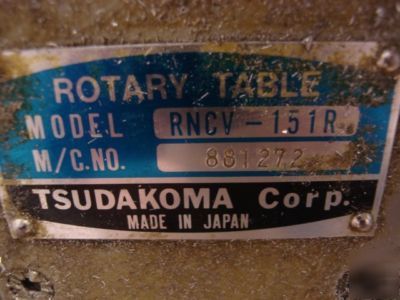 ROTARY TABLE
MODEL RNCV-151R
M/C.NO. 881272
TSUDAKOMA Corp.
MADE IN JAPAN